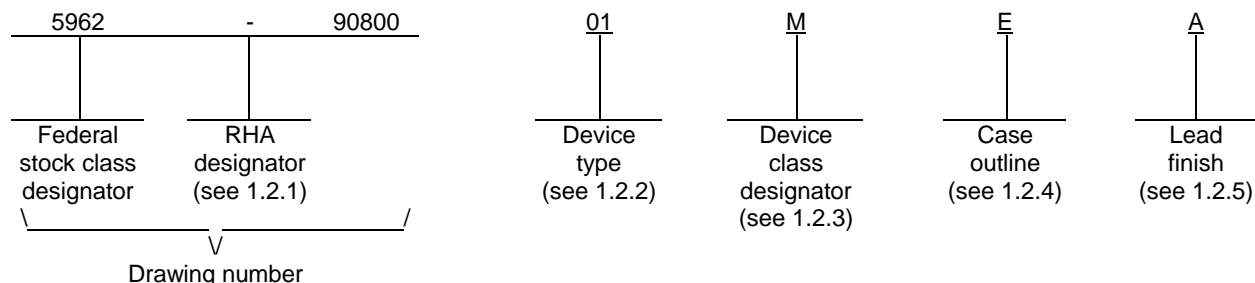 5962 - 90800 01 M E A
Federal stock class designator
RHA designator (see 1.2.1)
Device type (see 1.2.2)
Device class designator (see 1.2.3)
Case outline (see 1.2.4)
Lead finish (see 1.2.5)
\ /
\/
Drawing number